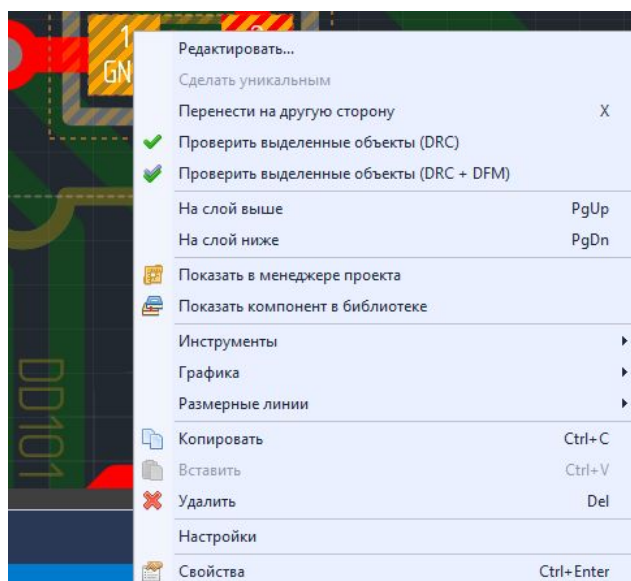 1
GN
Редактировать...
Сделать уникальным
Перенести на другую сторону X
Проверить выделенные объекты (DRC)
Проверить выделенные объекты (DRC + DFM)
На слой выше PgUp
На слой ниже PgDn
Показать в менеджере проекта
Показать компонент в библиотеке
Инструменты
Графика
Размерные линии
DD101
Копировать Ctrl+C
Вставить Ctrl+V
Удалить Del
Настройки
Свойства Ctrl+Enter